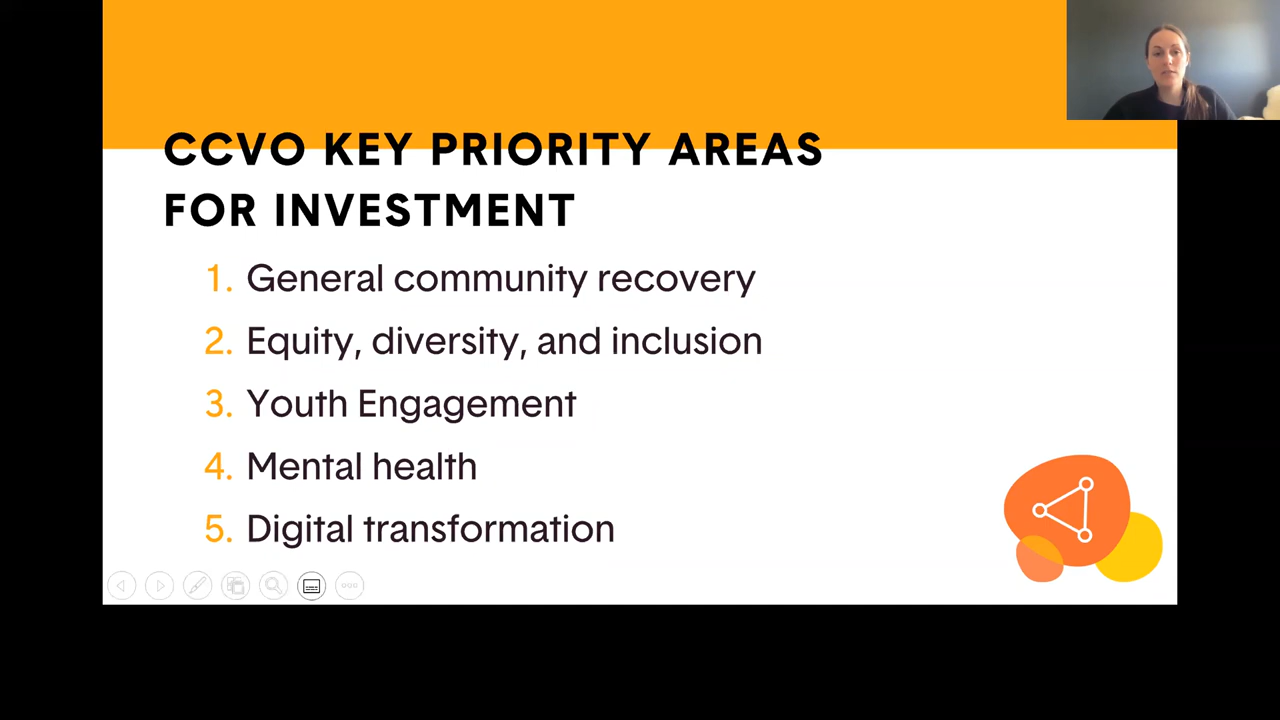 CCVO KEY PRIORITY AREAS
FOR INVESTMENT
1. General community recovery
2. Equity, diversity, and inclusion
3. Youth Engagement
4. Mental health
5. Digital transformation